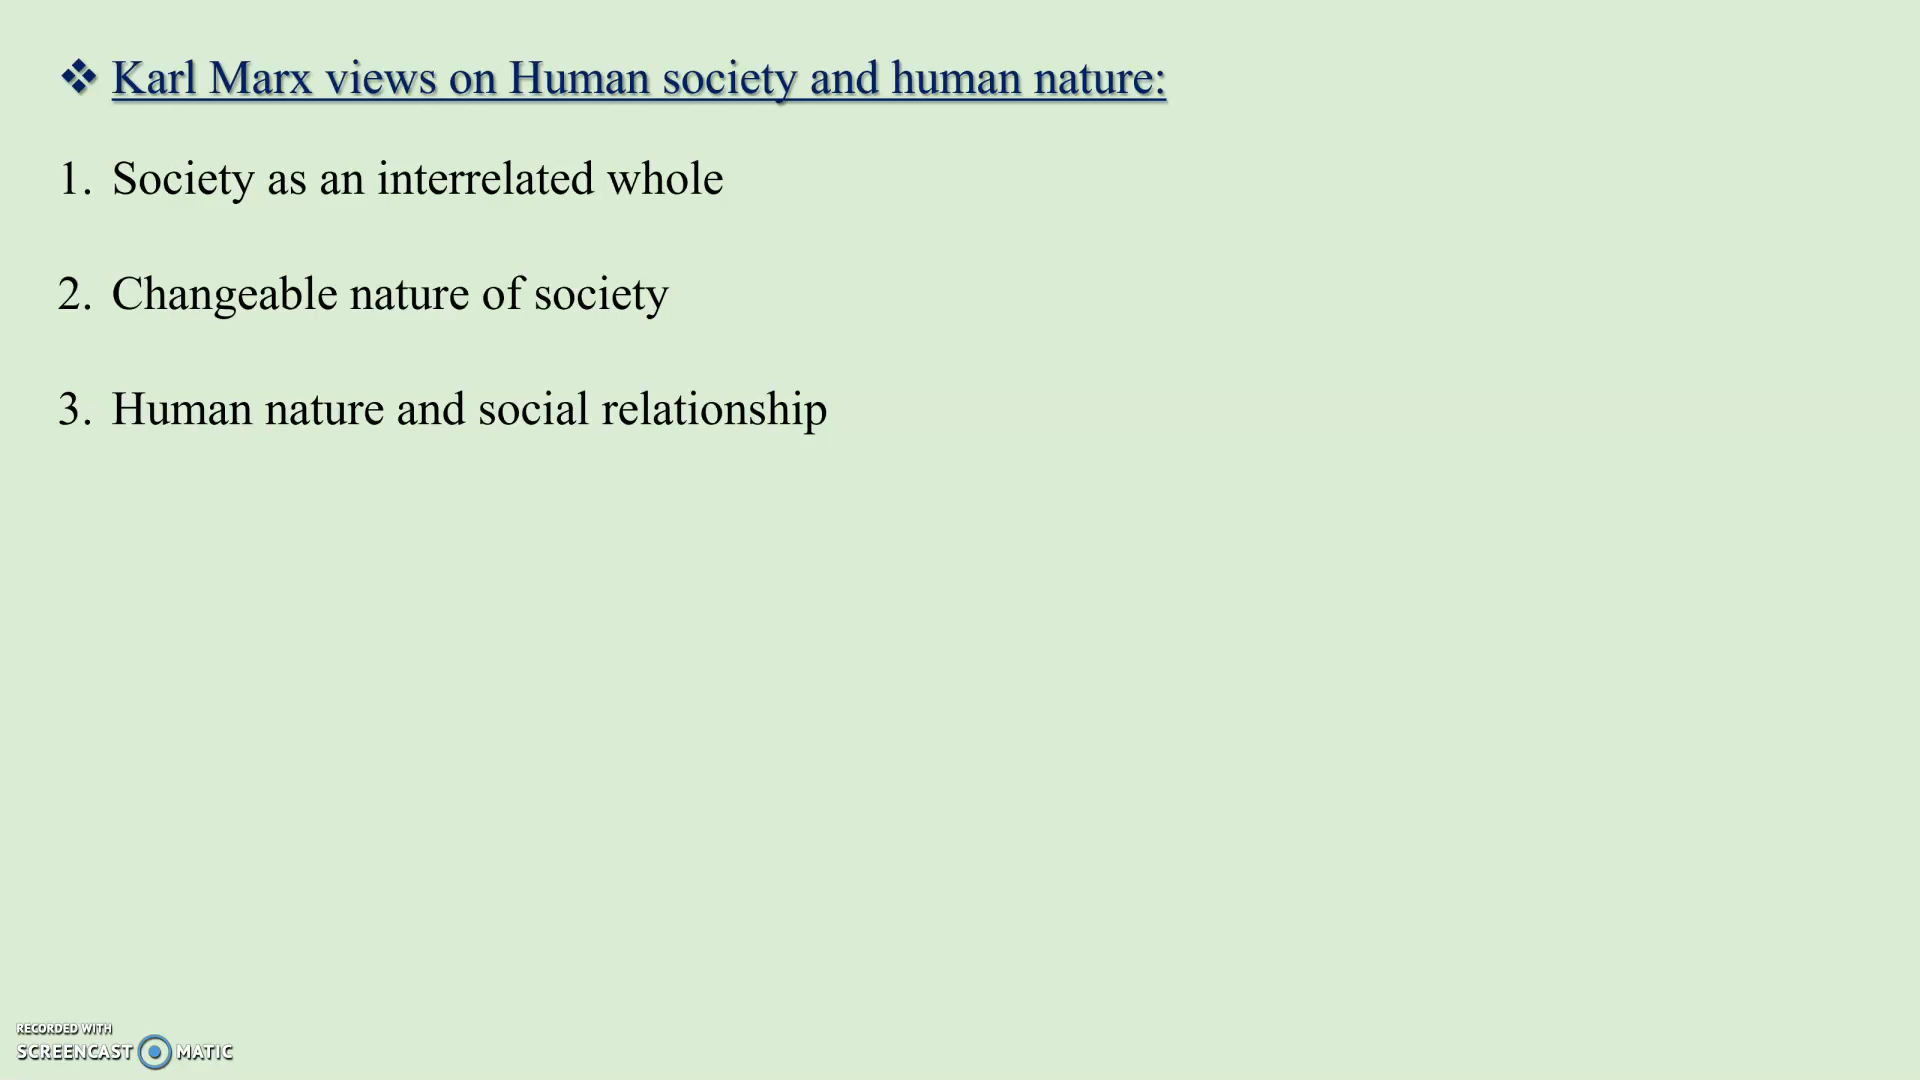 ❖ Karl Marx views on Human society and human nature:
1. Society as an interrelated whole
2. Changeable nature of society
3. Human nature and social relationship
RECORDED WITH
SCREENCAST MATIC